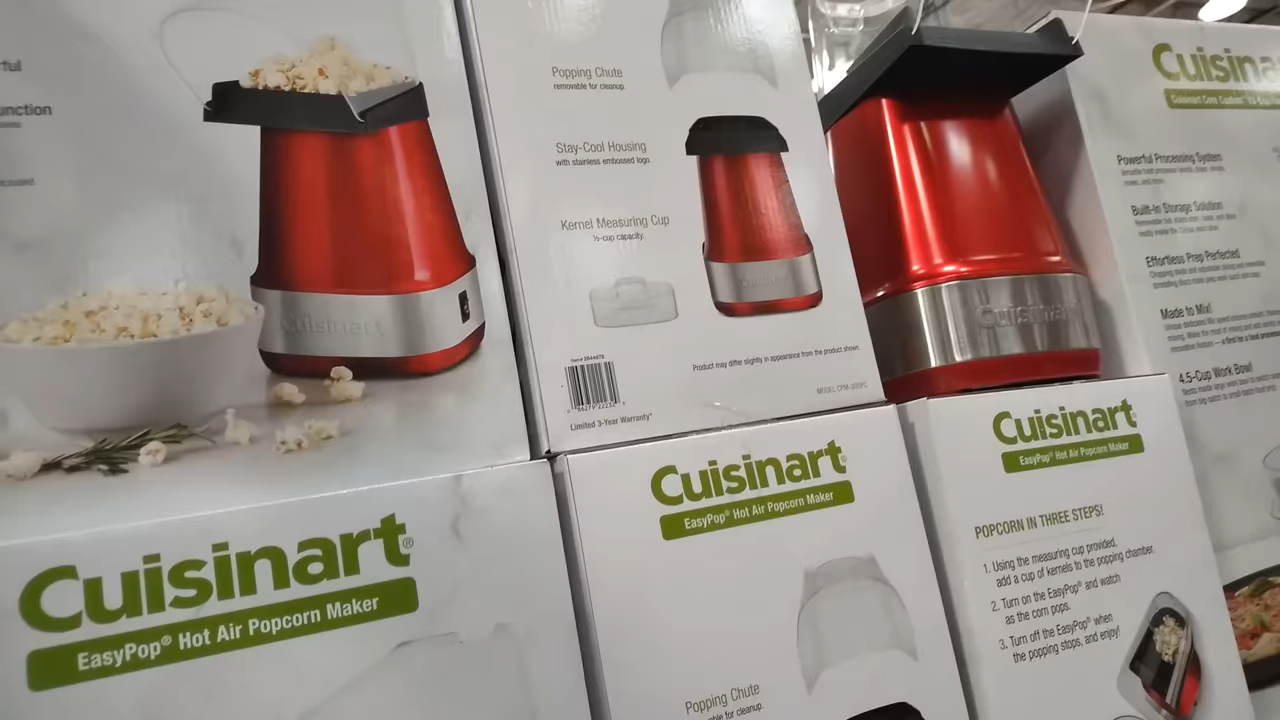 unction
Cuisinart
Cuisinart®
EasyPop® Hot Air Popcorn Maker
Popping Chute
removable for cleanup.
Stay-Cool Housing
with stainless embossed logo.
Kernel Measuring Cup
½-cup capacity.
Product may differ slightly in appearance from the product shown.
Limited 3-Year Warranty*
Cuisinart
EasyPop® Hot Air Popcorn Maker
Popping Chute
able for cleanup.
Cuisinart
Cuisinart
EasyPop® Hot Air Popcorn Maker
POPCORN IN THREE STEPS!
1. Using the measuring cup provided,
add a cup of kernels to the popping chamber.
2. Turn on the EasyPop® and watch
as the corn pops.
3. Turn off the EasyPop® when
the popping stops, and enjoy!
Cuisina
Powerful Processing System
Built-In Storage Solution
Effortless Prep Perfected
Made to Mix!
4.5-Cup Work Bowl